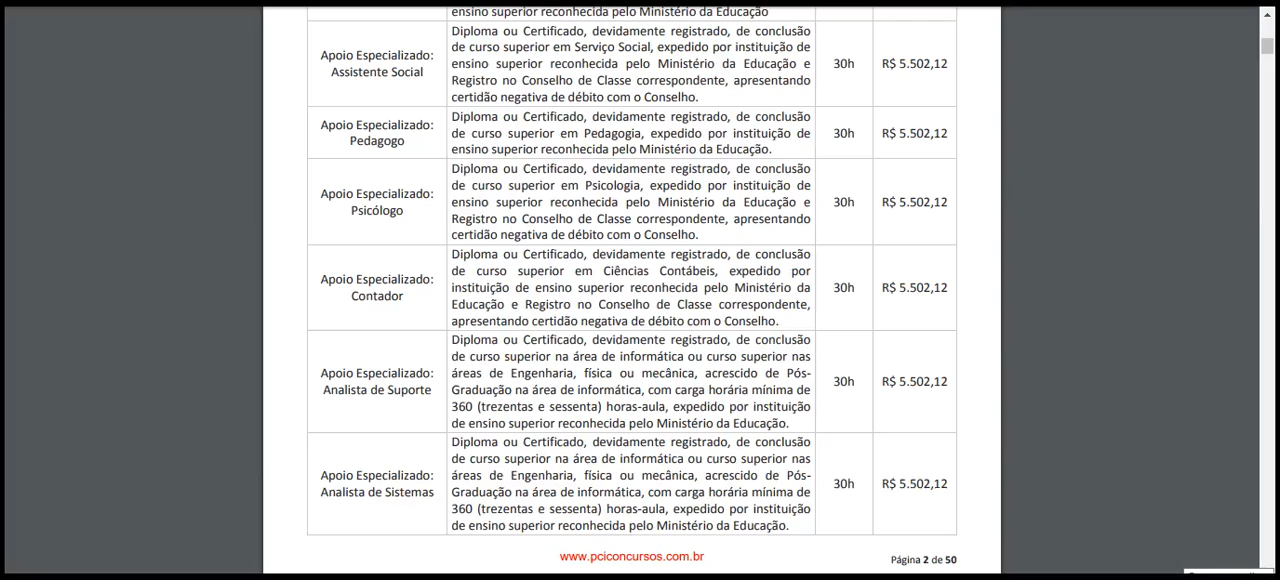 ensino superior reconhecida pelo Ministério da Educação
Apoio Especializado:
Assistente Social
Diploma ou Certificado, devidamente registrado, de conclusão
de curso superior em Serviço Social, expedido por instituição de
ensino superior reconhecida pelo Ministério da Educação e
Registro no Conselho de Classe correspondente, apresentando
certidão negativa de débito com o Conselho.
30h
R$ 5.502,12
Apoio Especializado:
Pedagogo
Diploma ou Certificado, devidamente registrado, de conclusão
de curso superior em Pedagogia, expedido por instituição de
ensino superior reconhecida pelo Ministério da Educação.
30h
R$ 5.502,12
Apoio Especializado:
Psicólogo
Diploma ou Certificado, devidamente registrado, de conclusão
de curso superior em Psicologia, expedido por instituição de
ensino superior reconhecida pelo Ministério da Educação e
Registro no Conselho de Classe correspondente, apresentando
certidão negativa de débito com o Conselho.
30h
R$ 5.502,12
Apoio Especializado:
Contador
Diploma ou Certificado, devidamente registrado, de conclusão
de curso superior em Ciências Contábeis, expedido por
instituição de ensino superior reconhecida pelo Ministério da
Educação e Registro no Conselho de Classe correspondente,
apresentando certidão negativa de débito com o Conselho.
30h
R$ 5.502,12
Apoio Especializado:
Analista de Suporte
Diploma ou Certificado, devidamente registrado, de conclusão
de curso superior na área de informática ou curso superior nas
áreas de Engenharia, física ou mecânica, acrescido de Pós-
Graduação na área de informática, com carga horária mínima de
360 (trezentas e sessenta) horas-aula, expedido por instituição
de ensino superior reconhecida pelo Ministério da Educação.
30h
R$ 5.502,12
Apoio Especializado:
Analista de Sistemas
Diploma ou Certificado, devidamente registrado, de conclusão
de curso superior na área de informática ou curso superior nas
áreas de Engenharia, física ou mecânica, acrescido de Pós-
Graduação na área de informática, com carga horária mínima de
360 (trezentas e sessenta) horas-aula, expedido por instituição
de ensino superior reconhecida pelo Ministério da Educação.
30h
R$ 5.502,12
www.pciconcursos.com.br
Página 2 de 50